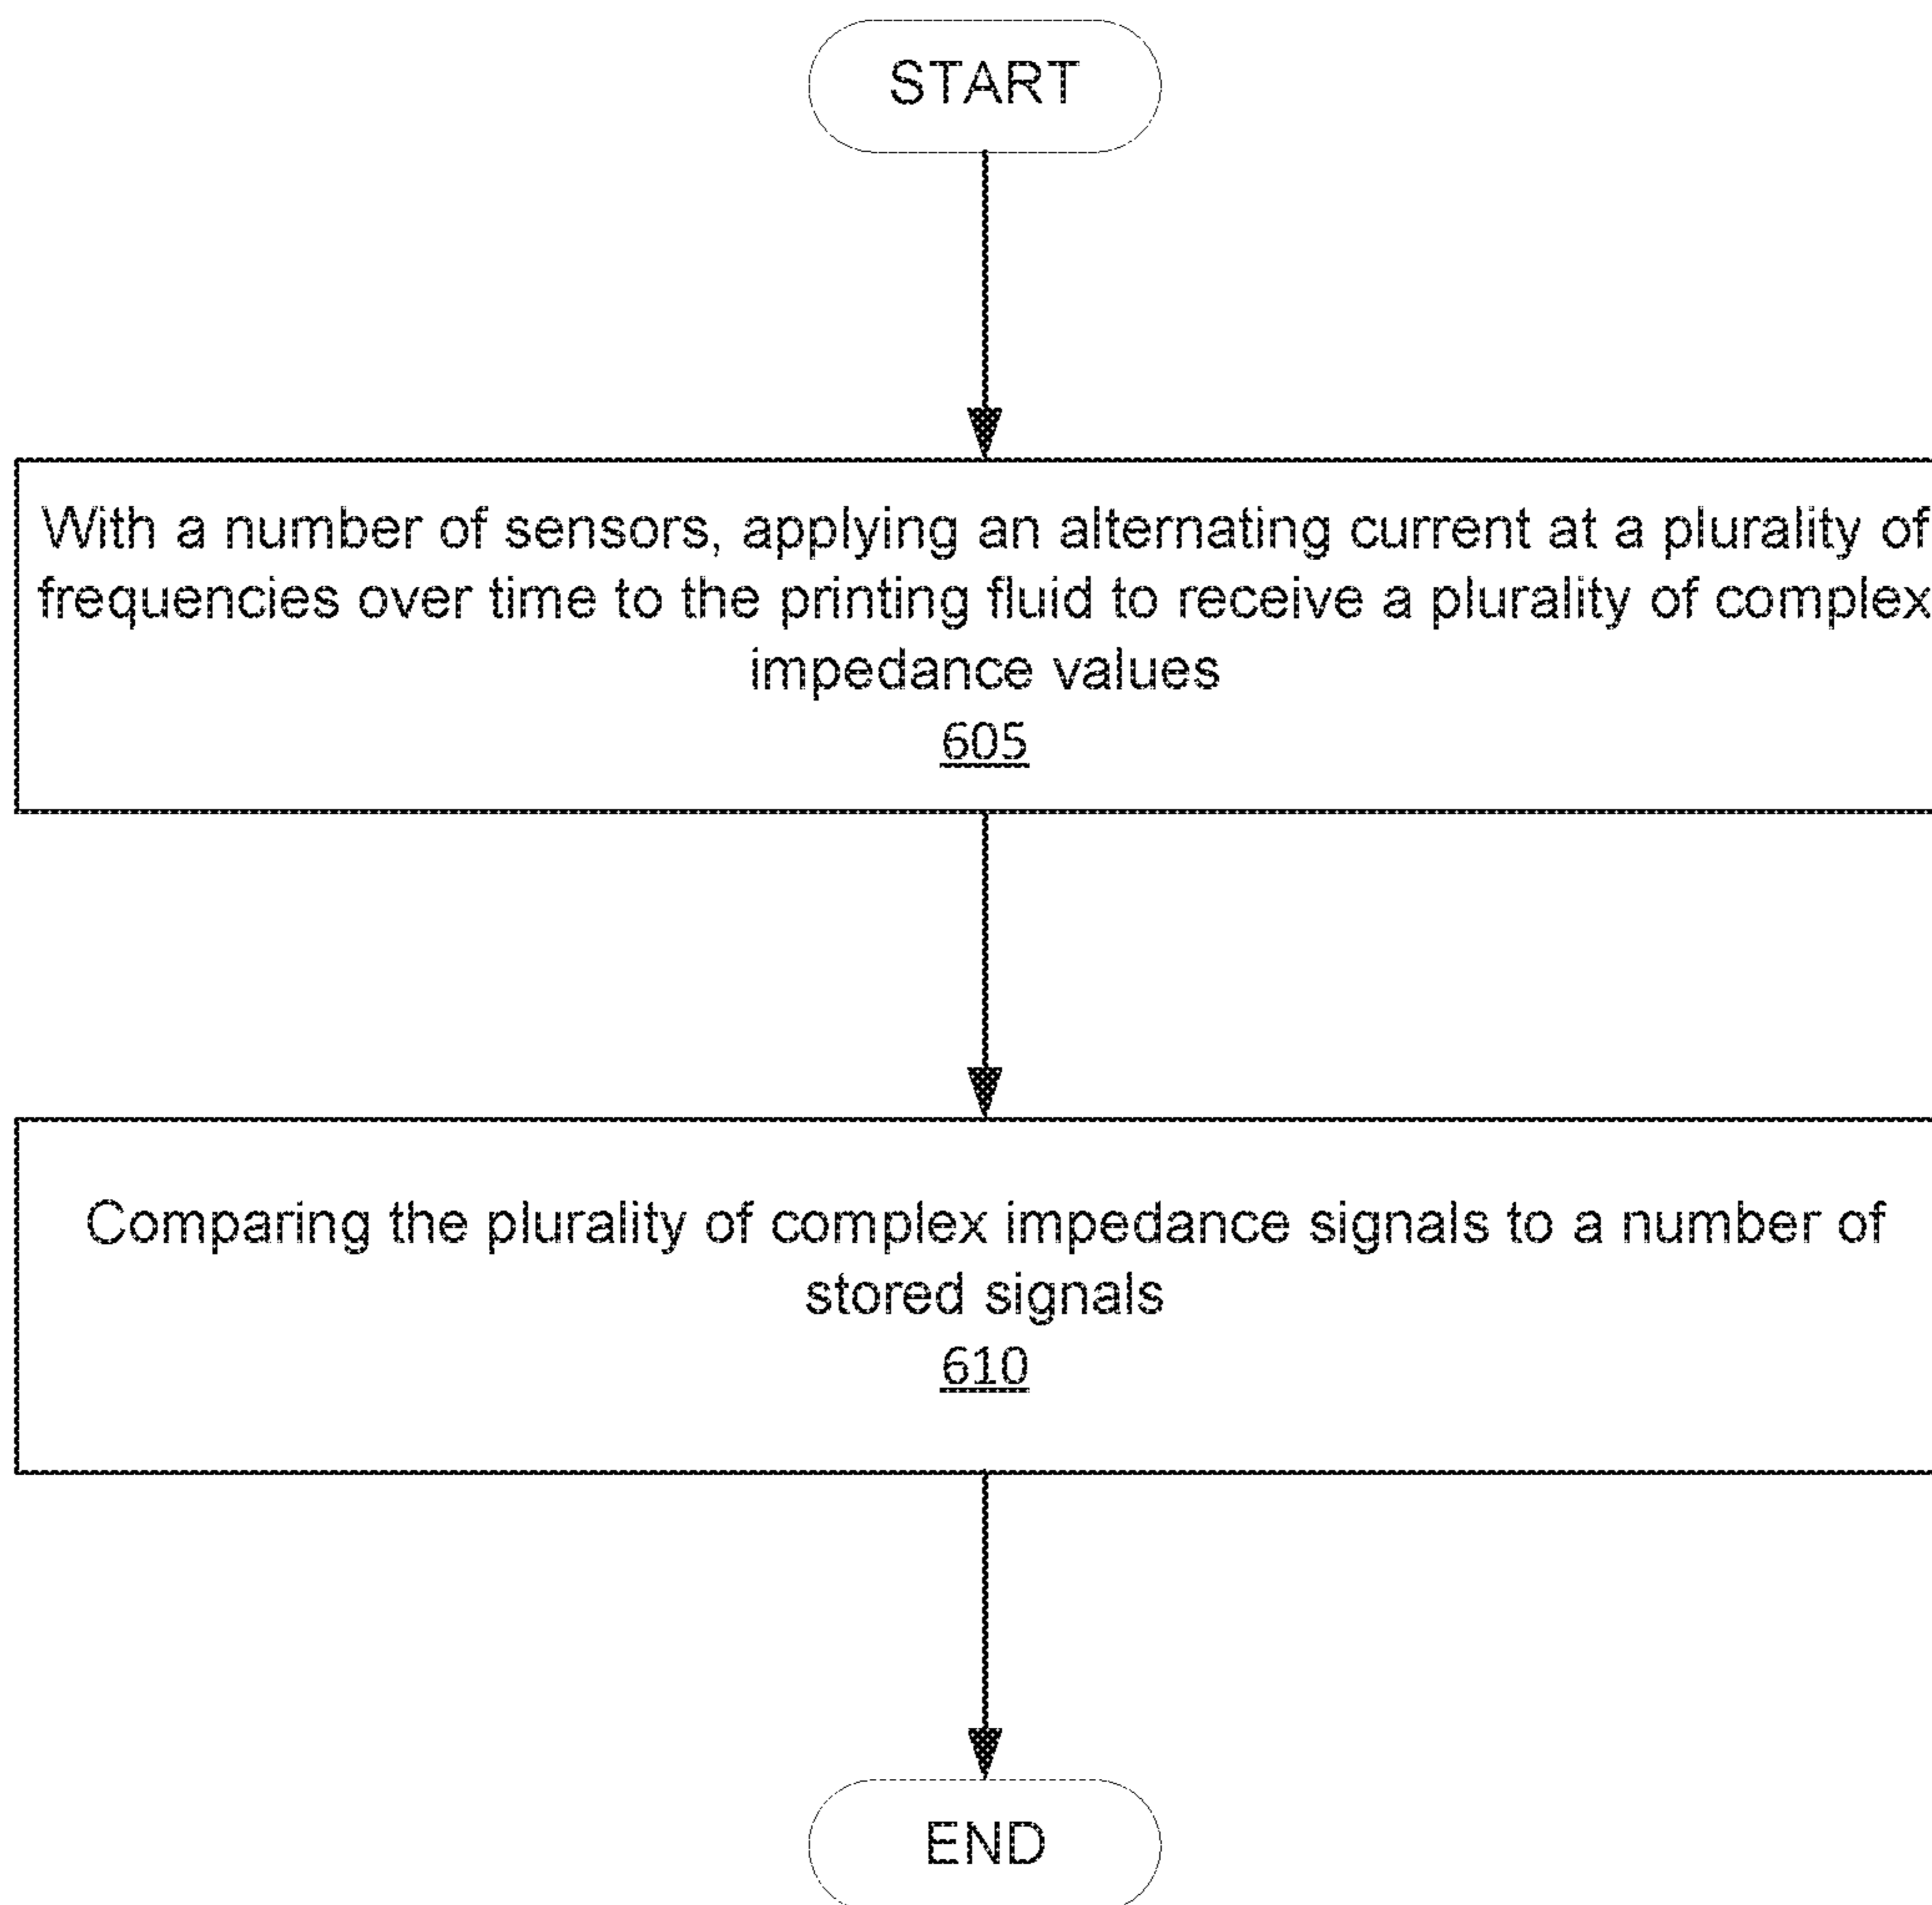 START
With a number of sensors, applying an alternating current at a plurality of
frequencies over time to the printing fluid to receive a plurality of complex
impedance values
605
Comparing the plurality of complex impedance signals to a number of
stored signals
610
END